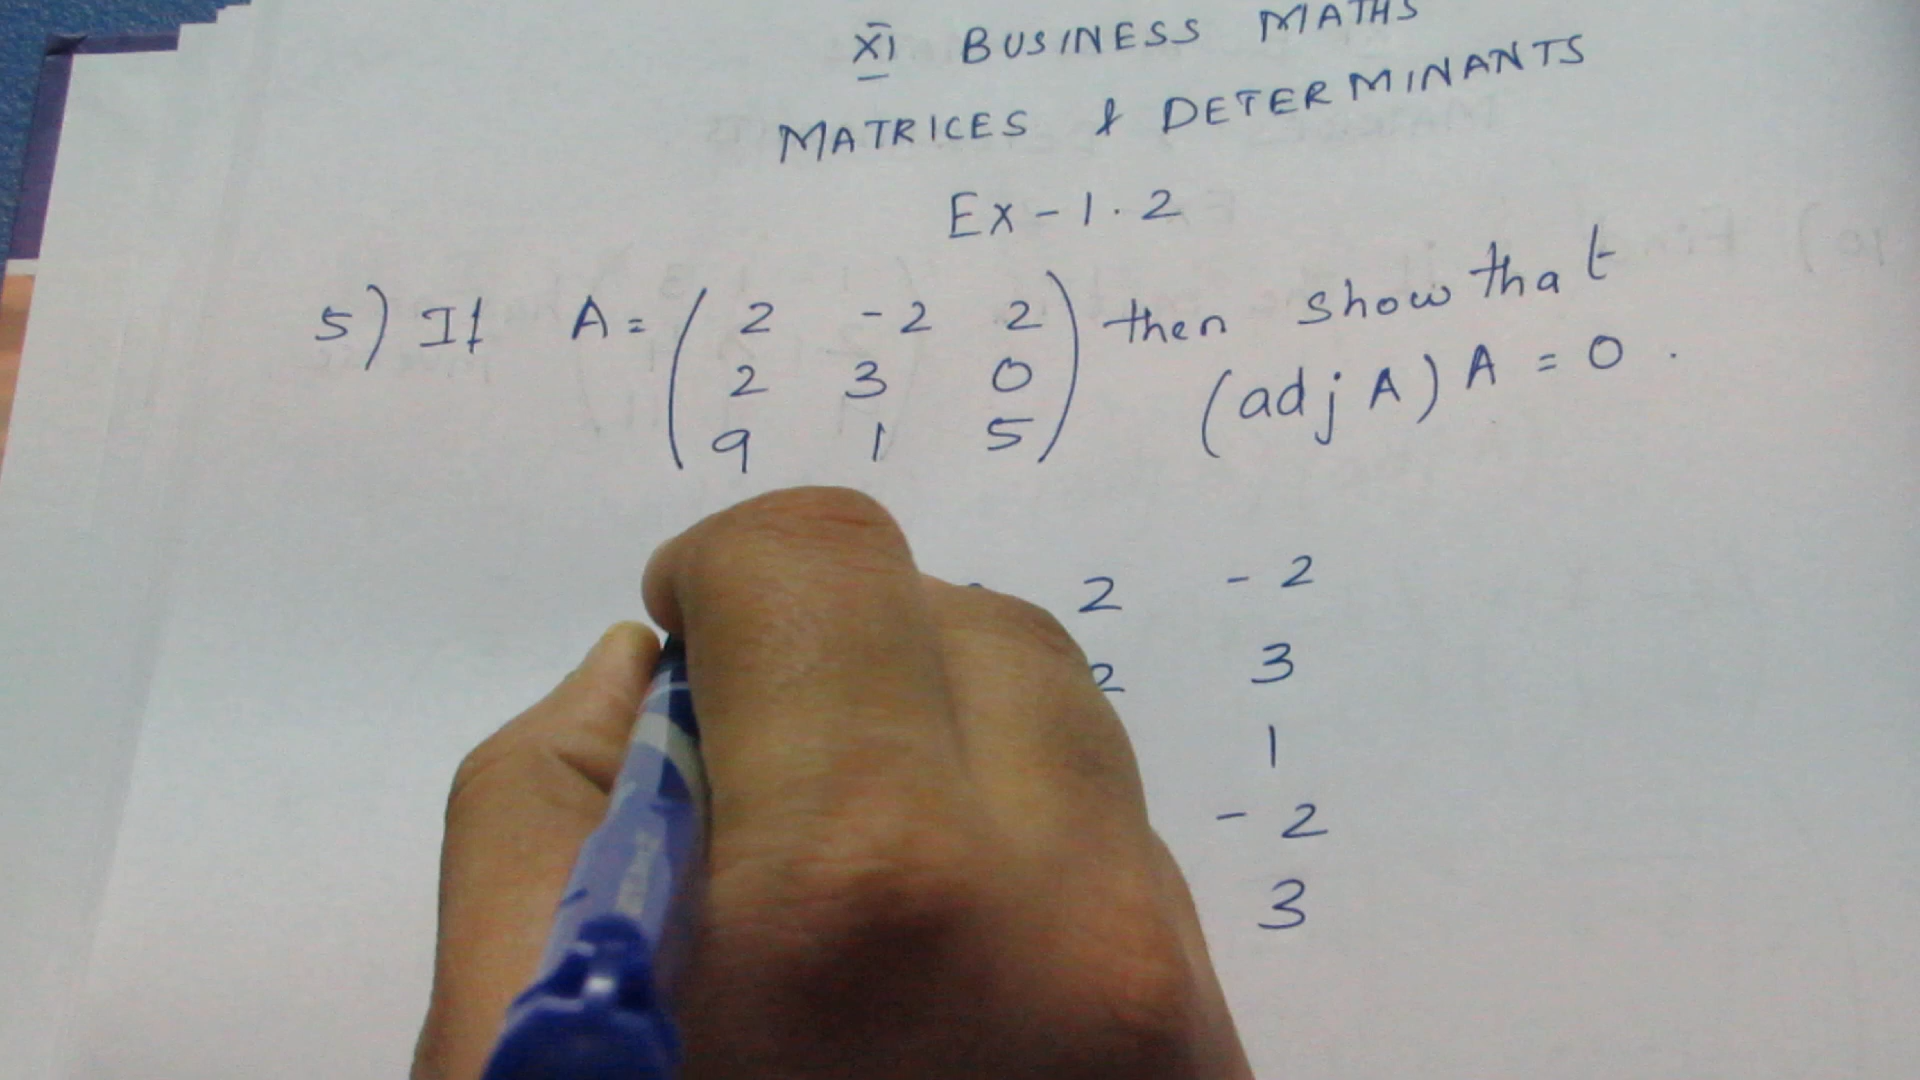 XI BUSINESS MATHS
MATRICES & DETERMINANTS
Ex - 1.2
5) If A = ( 2 -2 2 ) then show that
2 3 0 (adj A) A = 0.
9 1 5
2 -2
2 3
1
-2
3